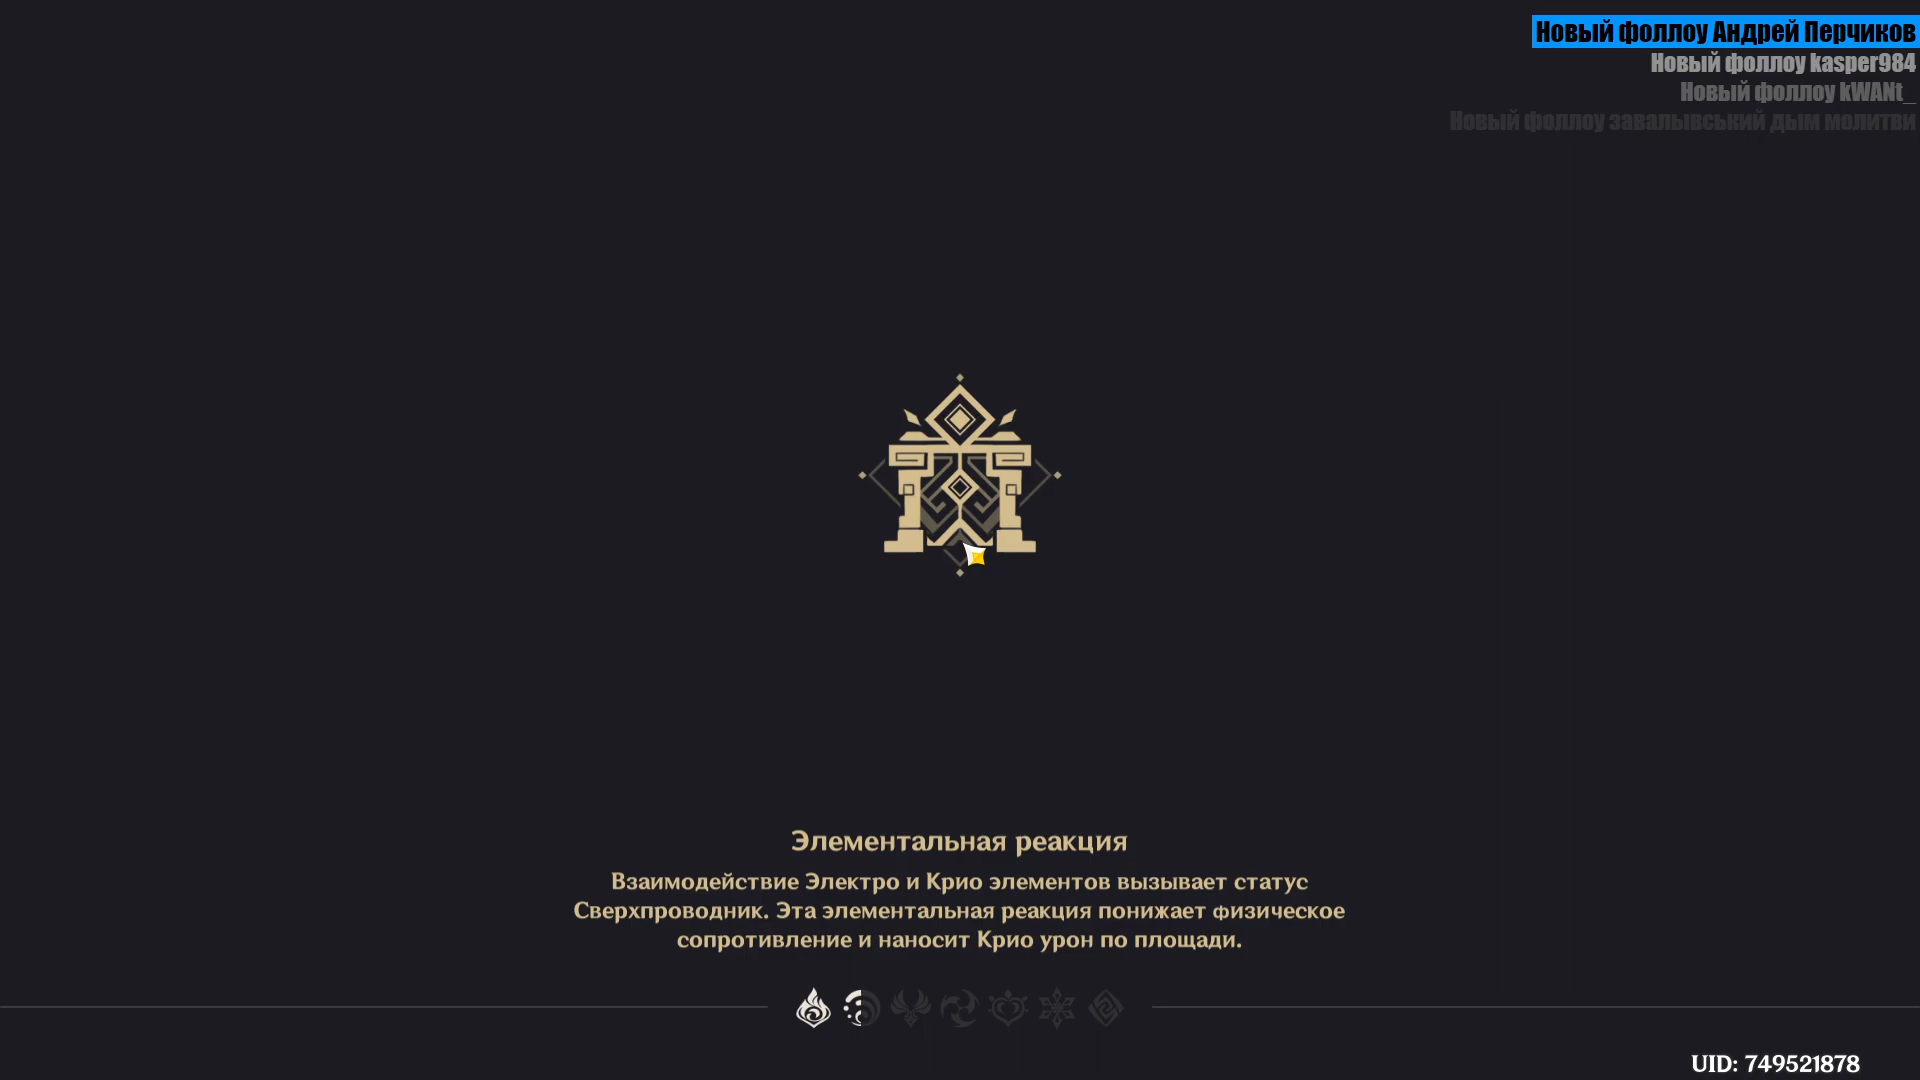 Новый фоллоу Андрей Перчиков
Новый фоллоу kasper984
Новый фоллоу kWANt_
Новый фоллоу завалывський дым молитви
Элементальная реакция
Взаимодействие Электро и Крио элементов вызывает статус
Сверхпроводник. Эта элементальная реакция понижает физическое
сопротивление и наносит Крио урон по площади.
UID: 749521878